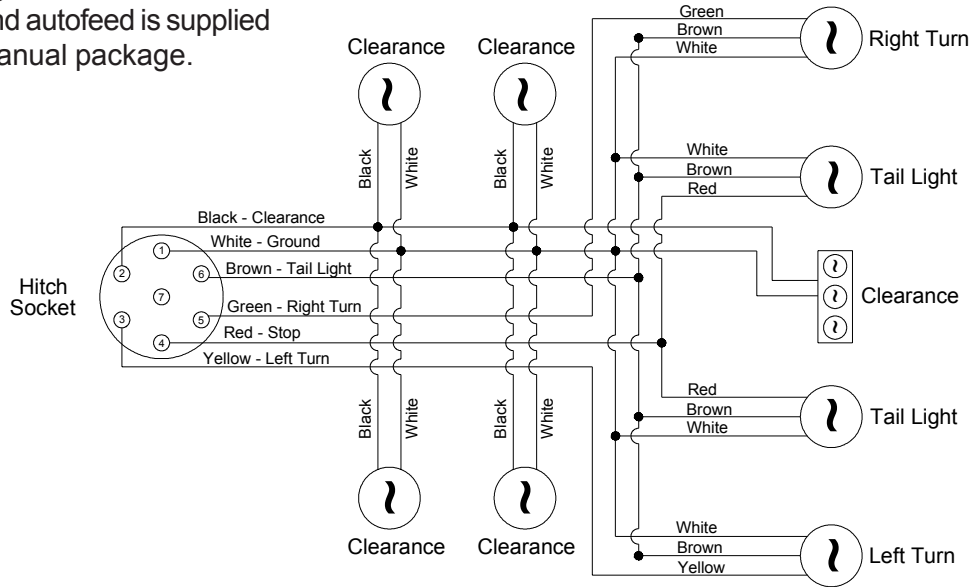 nd autofeed is supplied
anual package.
Clearance
Clearance
Black
White
Black
White
Green
Brown
White
Right Turn
White
Brown
Red
Tail Light
Hitch
Socket
1
2
3
4
5
6
7
Black - Clearance
White - Ground
Brown - Tail Light
Green - Right Turn
Red - Stop
Yellow - Left Turn
Clearance
Black
White
Black
White
Red
Brown
White
Tail Light
Clearance
Clearance
White
Brown
Yellow
Left Turn